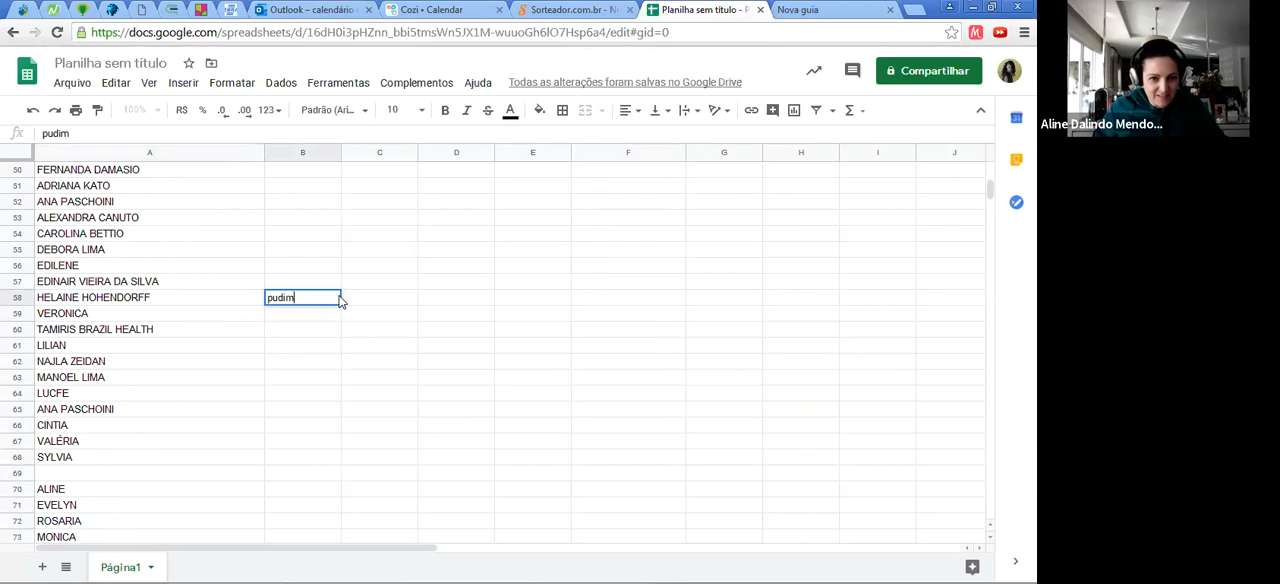 Outlook – calendário
Cozi • Calendar
Sorteador.com.br - N
Planilha sem título - P
Nova guia
https://docs.google.com/spreadsheets/d/16dH0i3pHZnn_bbi5tmsWn5JX1M-wuuoGh6lO7Hsp6a4/edit#gid=0
Planilha sem título
Arquivo Editar Ver Inserir Formatar Dados Ferramentas Complementos Ajuda Todas as alterações foram salvas no Google Drive
Compartilhar
100% R$ % .0 .00 123 Padrão (Ari... 10 B I S A
fx pudim
A B C D E F G H I J
50 FERNANDA DAMASIO
51 ADRIANA KATO
52 ANA PASCHOINI
53 ALEXANDRA CANUTO
54 CAROLINA BETTIO
55 DEBORA LIMA
56 EDILENE
57 EDINAIR VIEIRA DA SILVA
58 HELAINE HOHENDORFF pudim
59 VERONICA
60 TAMIRIS BRAZIL HEALTH
61 LILIAN
62 NAJLA ZEIDAN
63 MANOEL LIMA
64 LUCFE
65 ANA PASCHOINI
66 CINTIA
67 VALÉRIA
68 SYLVIA
69
70 ALINE
71 EVELYN
72 ROSARIA
73 MONICA
Página1
Aline Dalindo Mendo...